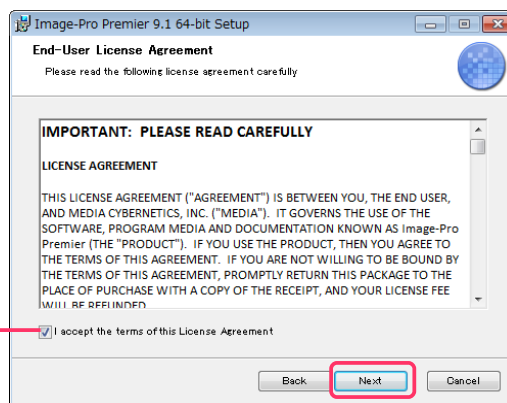 Image-Pro Premier 9.1 64-bit Setup
End-User License Agreement
Please read the following license agreement carefully
IMPORTANT: PLEASE READ CAREFULLY
LICENSE AGREEMENT
THIS LICENSE AGREEMENT ("AGREEMENT") IS BETWEEN YOU, THE END USER,
AND MEDIA CYBERNETICS, INC. ("MEDIA"). IT GOVERNS THE USE OF THE
SOFTWARE, PROGRAM MEDIA AND DOCUMENTATION KNOWN AS Image-Pro
Premier (THE "PRODUCT"). IF YOU USE THE PRODUCT, THEN YOU AGREE TO
THE TERMS OF THIS AGREEMENT. IF YOU ARE NOT WILLING TO BE BOUND BY
THE TERMS OF THIS AGREEMENT, PROMPTLY RETURN THIS PACKAGE TO THE
PLACE OF PURCHASE WITH A COPY OF THE RECEIPT, AND YOUR LICENSE FEE
WILL BE REFUNDED.
I accept the terms of this License Agreement
Back Next Cancel